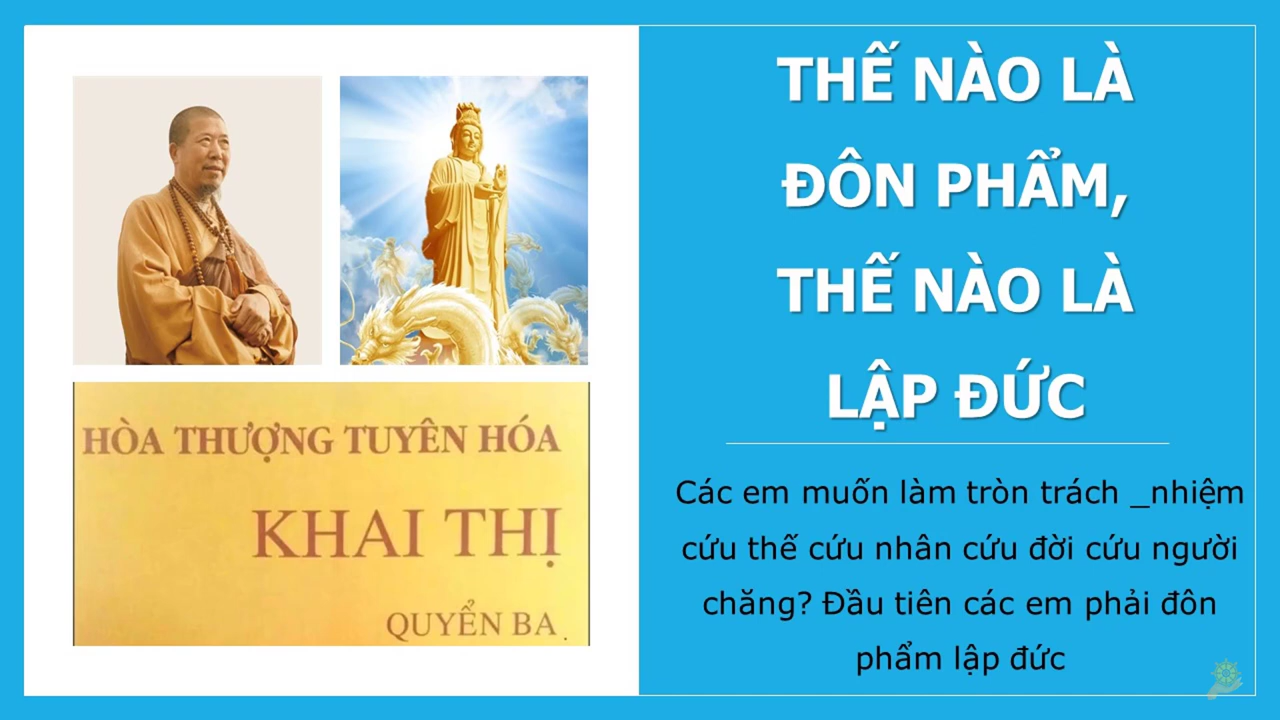 HÒA THƯỢNG TUYÊN HÓA
KHAI THỊ
QUYỂN BA
THẾ NÀO LÀ
ĐÔN PHẨM,
THẾ NÀO LÀ
LẬP ĐỨC
Các em muốn làm tròn trách _nhiệm
cứu thế cứu nhân cứu đời cứu người
chăng? Đầu tiên các em phải đôn
phẩm lập đức